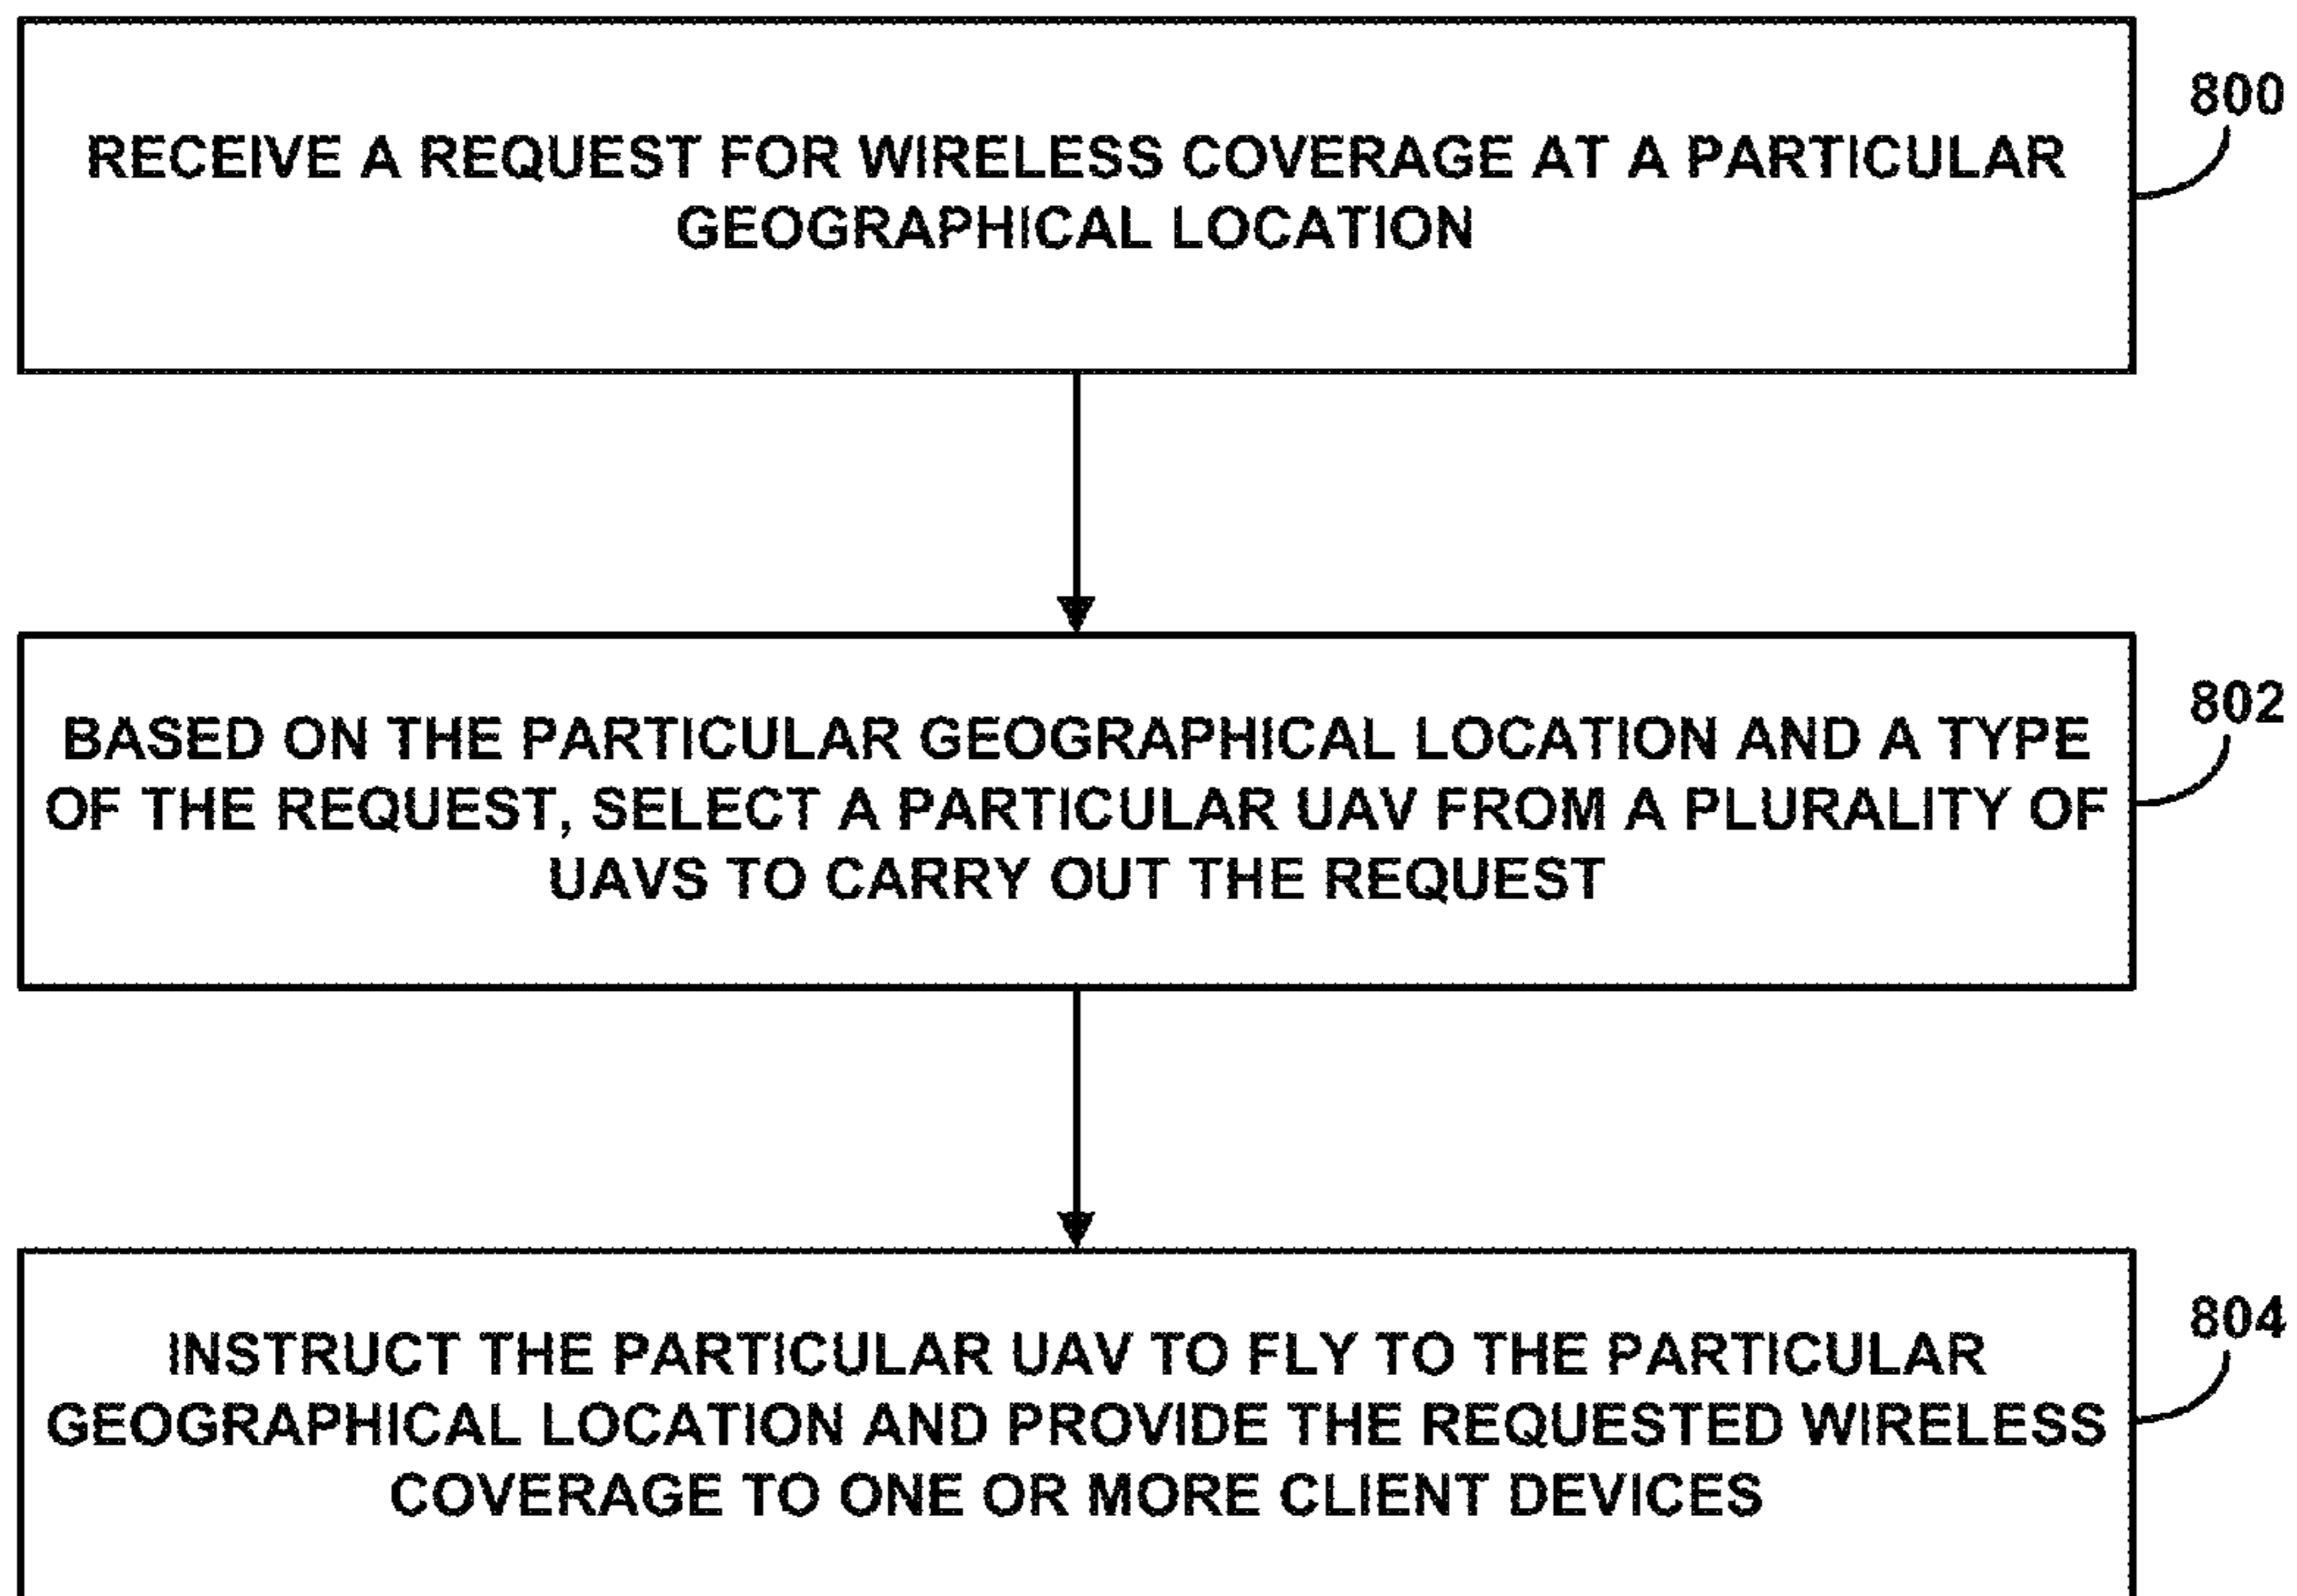 800
RECEIVE A REQUEST FOR WIRELESS COVERAGE AT A PARTICULAR
GEOGRAPHICAL LOCATION
802
BASED ON THE PARTICULAR GEOGRAPHICAL LOCATION AND A TYPE
OF THE REQUEST, SELECT A PARTICULAR UAV FROM A PLURALITY OF
UAVS TO CARRY OUT THE REQUEST
804
INSTRUCT THE PARTICULAR UAV TO FLY TO THE PARTICULAR
GEOGRAPHICAL LOCATION AND PROVIDE THE REQUESTED WIRELESS
COVERAGE TO ONE OR MORE CLIENT DEVICES